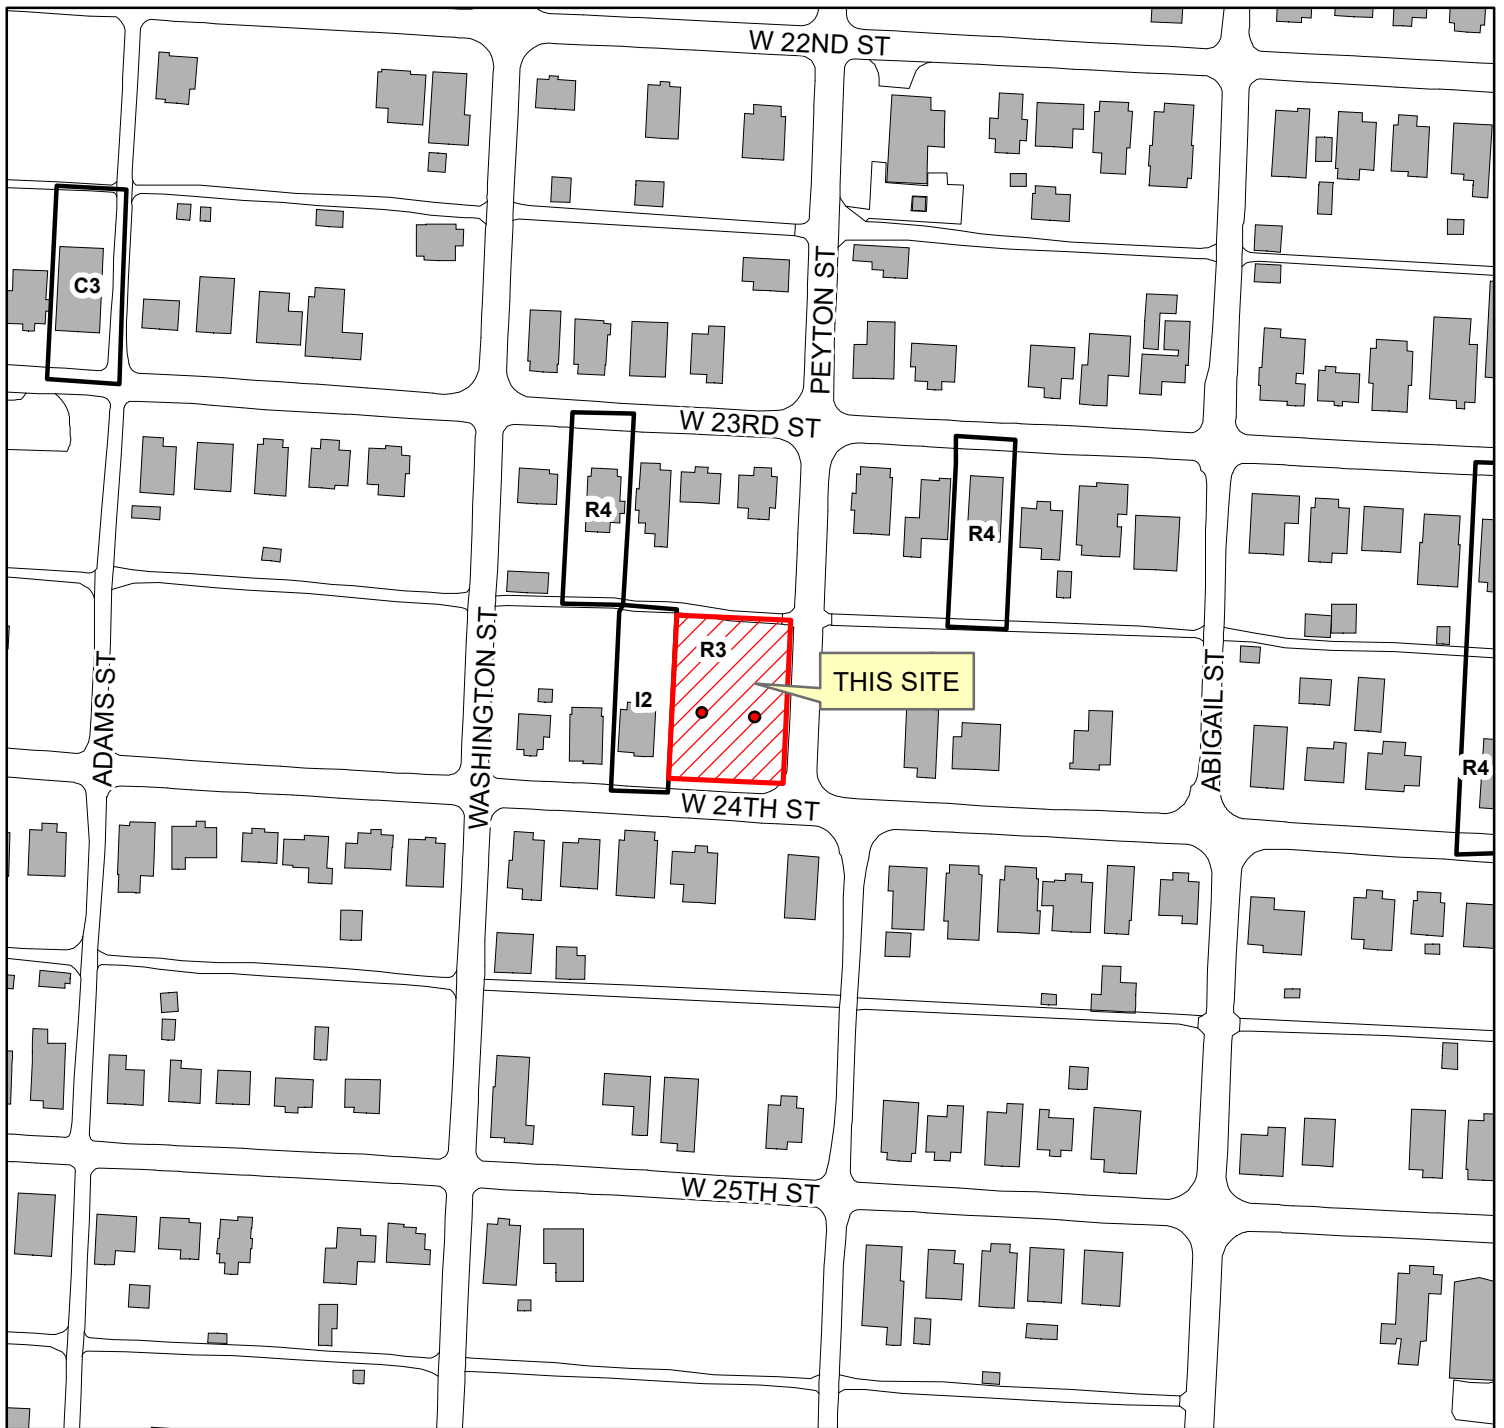 W 22ND ST
C3
PEYTON ST
W 23RD ST
R4
R4
R3
THIS SITE
I2
ADAMS ST
WASHINGTON ST
ABIGAIL ST
R4
W 24TH ST
W 25TH ST